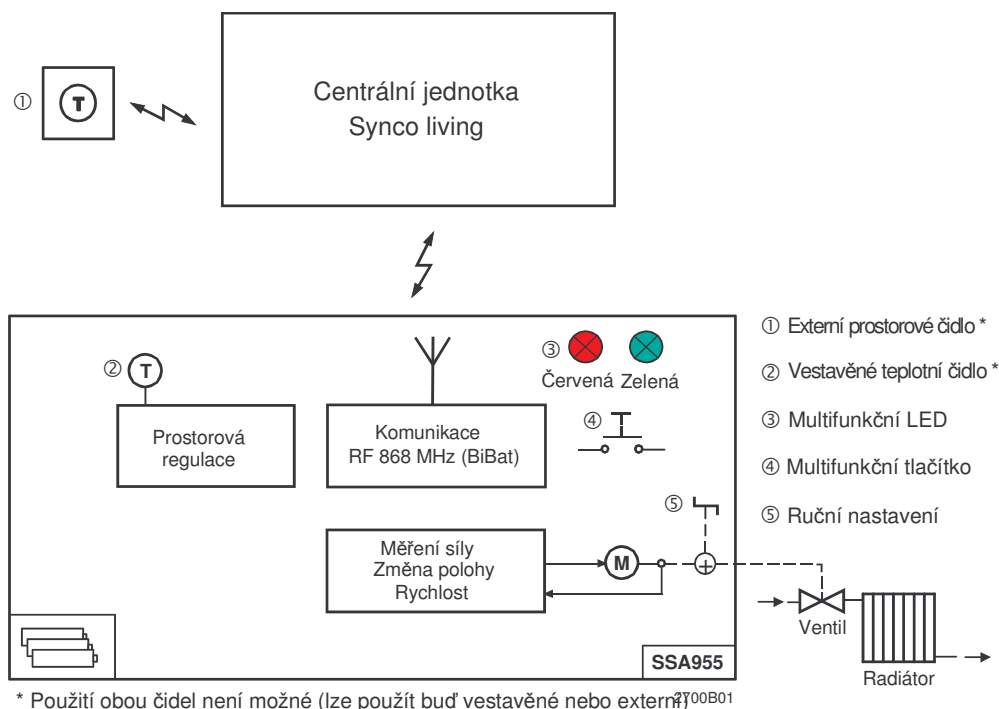 Centrální jednotka
Synco living
① T
② T
③
Červená Zelená
④
Prostorová
regulace
Komunikace
RF 868 MHz (BiBat)
⑤
Měření síly
Změna polohy
Rychlost
M
SSA955
① Externí prostorové čidlo *
② Vestavěné teplotní čidlo *
③ Multifunkční LED
④ Multifunkční tlačítko
⑤ Ruční nastavení
Ventil
Radiátor
* Použití obou čidel není možné (lze použít buď vestavěné nebo externí)
2700B01